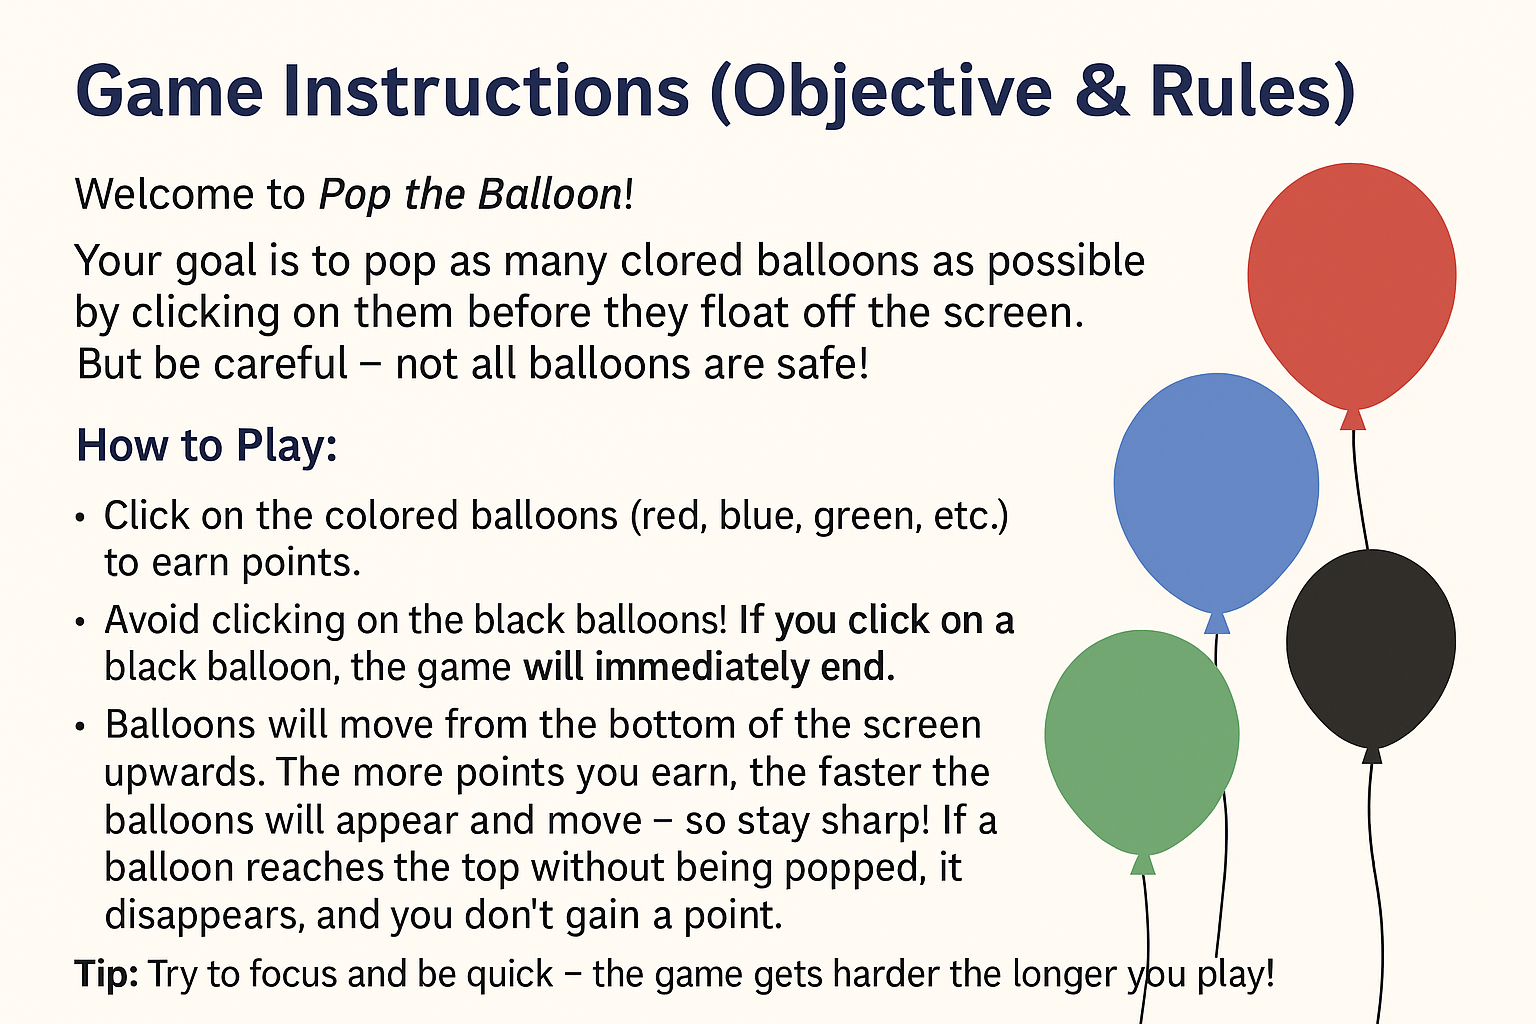 Game Instructions (Objective & Rules)
Welcome to Pop the Balloon!
Your goal is to pop as many clored balloons as possible
by clicking on them before they float off the screen.
But be careful – not all balloons are safe!
How to Play:
• Click on the colored balloons (red, blue, green, etc.)
to earn points.
• Avoid clicking on the black balloons! If you click on a
black balloon, the game will immediately end.
• Balloons will move from the bottom of the screen
upwards. The more points you earn, the faster the
balloons will appear and move – so stay sharp! If a
balloon reaches the top without being popped, it
disappears, and you don't gain a point.
Tip: Try to focus and be quick – the game gets harder the longer you play!